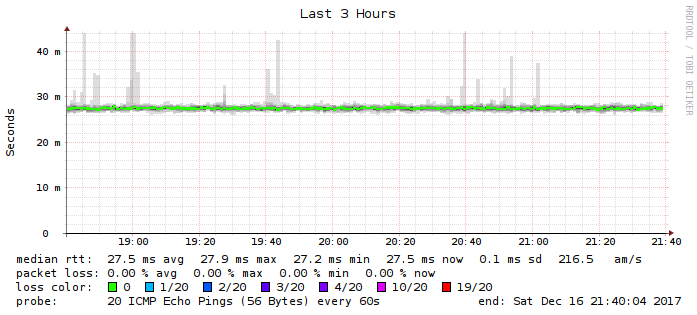 Last 3 Hours
RRDTOOL / TOBI OETIKER
Seconds
40 m
30 m
20 m
10 m
0
19:00 19:20 19:40 20:00 20:20 20:40 21:00 21:20 21:40
median rtt: 27.5 ms avg 27.9 ms max 27.2 ms min 27.5 ms now 0.1 ms sd 216.5 am/s
packet loss: 0.00 % avg 0.00 % max 0.00 % min 0.00 % now
loss color: 0 1/20 2/20 3/20 4/20 10/20 19/20
probe: 20 ICMP Echo Pings (56 Bytes) every 60s end: Sat Dec 16 21:40:04 2017